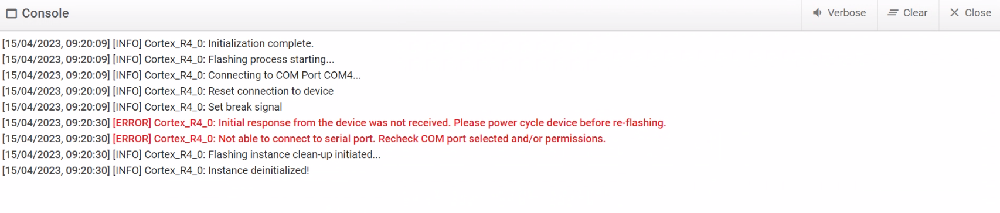 Console
Verbose
Clear
Close
[15/04/2023, 09:20:09] [INFO] Cortex_R4_0: Initialization complete.
[15/04/2023, 09:20:09] [INFO] Cortex_R4_0: Flashing process starting...
[15/04/2023, 09:20:09] [INFO] Cortex_R4_0: Connecting to COM Port COM4...
[15/04/2023, 09:20:09] [INFO] Cortex_R4_0: Reset connection to device
[15/04/2023, 09:20:09] [INFO] Cortex_R4_0: Set break signal
[15/04/2023, 09:20:30] [ERROR] Cortex_R4_0: Initial response from the device was not received. Please power cycle device before re-flashing.
[15/04/2023, 09:20:30] [ERROR] Cortex_R4_0: Not able to connect to serial port. Recheck COM port selected and/or permissions.
[15/04/2023, 09:20:30] [INFO] Cortex_R4_0: Flashing instance clean-up initiated...
[15/04/2023, 09:20:30] [INFO] Cortex_R4_0: Instance deinitialized!